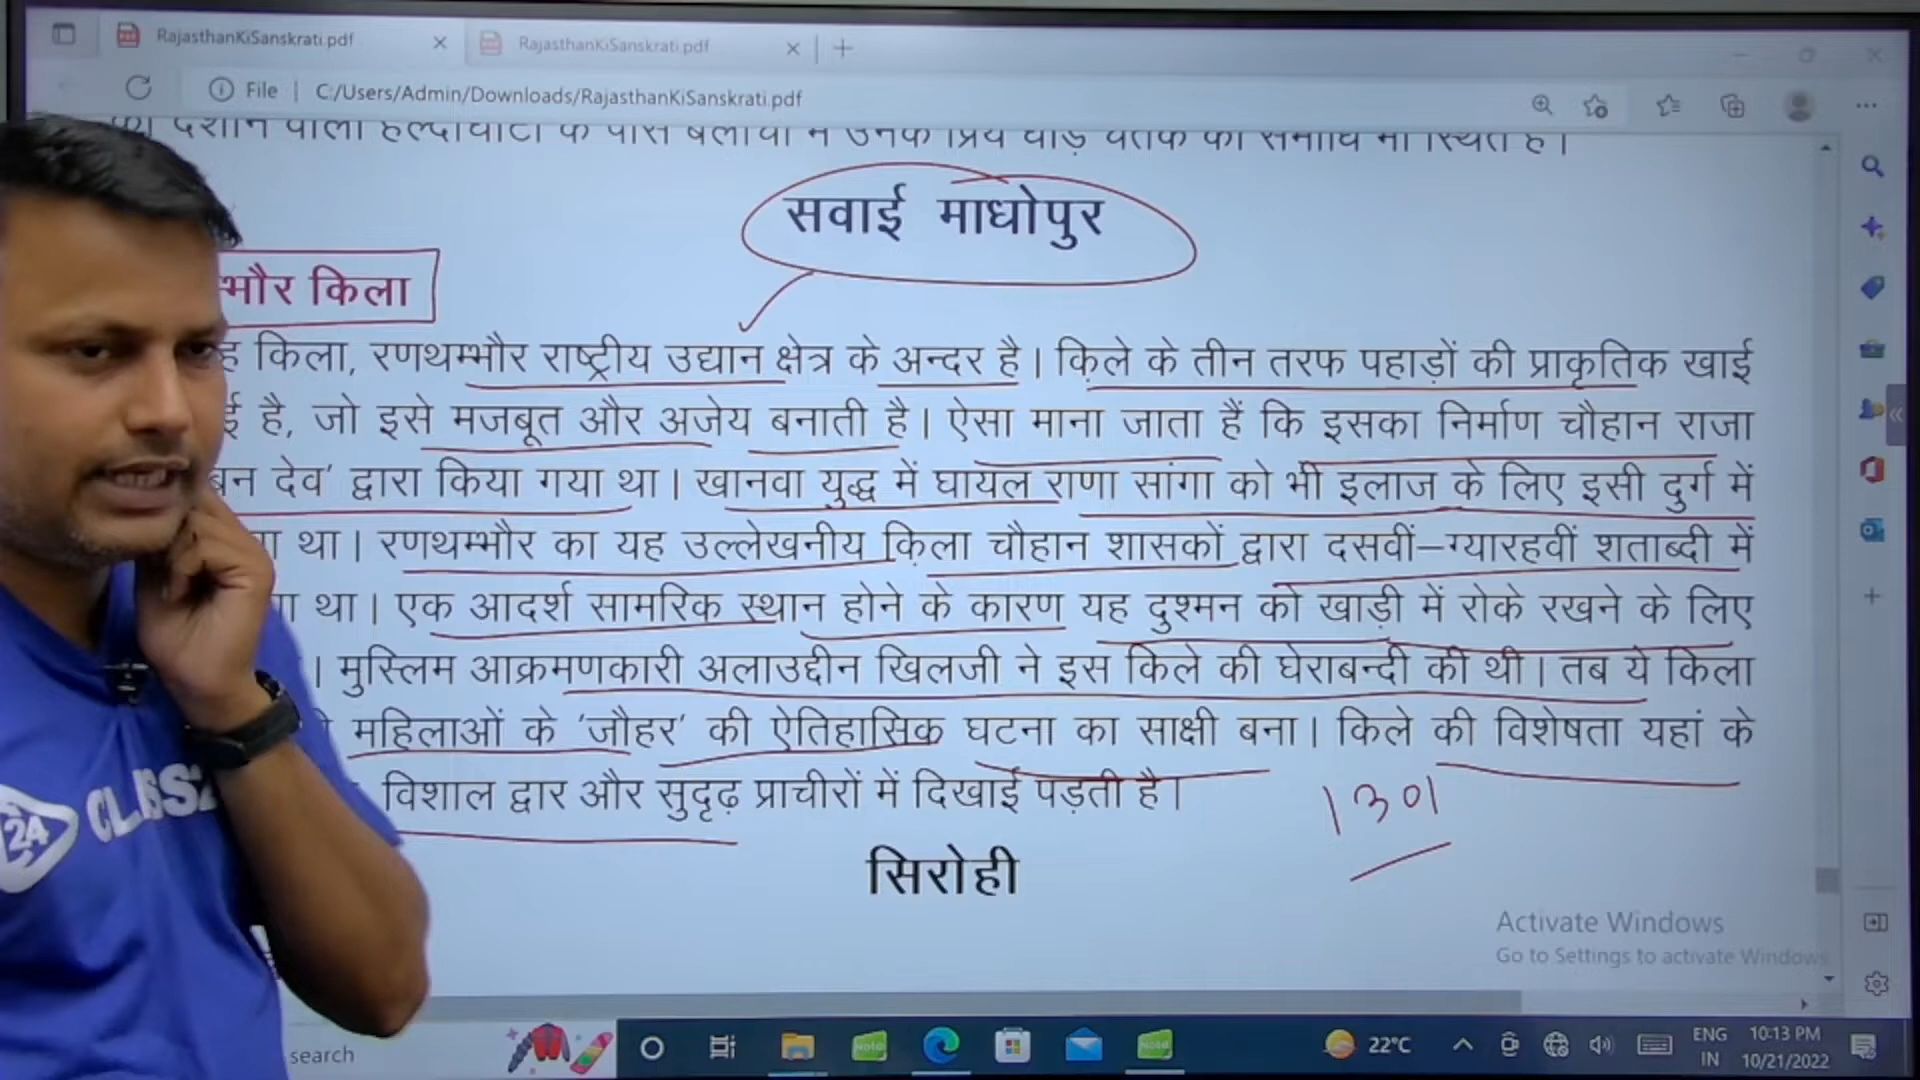 RajasthanKiSanskrati.pdf
RajasthanKiSanskrati.pdf
File | C:/Users/Admin/Downloads/RajasthanKiSanskrati.pdf
सवाई माधोपुर
भौर किला
ह किला, रणथम्भौर राष्ट्रीय उद्यान क्षेत्र के अन्दर है। क़िले के तीन तरफ पहाड़ों की प्राकृतिक खाई
ई है, जो इसे मजबूत और अजेय बनाती है। ऐसा माना जाता हैं कि इसका निर्माण चौहान राजा
बन देव' द्वारा किया गया था। खानवा युद्ध में घायल राणा सांगा को भी इलाज के लिए इसी दुर्ग में
था। रणथम्भौर का यह उल्लेखनीय क़िला चौहान शासकों द्वारा दसवीं–ग्यारहवीं शताब्दी में
था। एक आदर्श सामरिक स्थान होने के कारण यह दुश्मन को खाड़ी में रोके रखने के लिए
। मुस्लिम आक्रमणकारी अलाउद्दीन खिलजी ने इस किले की घेराबन्दी की थी। तब ये किला
महिलाओं के 'जौहर' की ऐतिहासिक घटना का साक्षी बना। किले की विशेषता यहां के
विशाल द्वार और सुदृढ़ प्राचीरों में दिखाई पड़ती है।
1301
सिरोही
Activate Windows
Go to Settings to activate Windows
24
search
22°C
ENG
IN
10:13 PM
10/21/2022